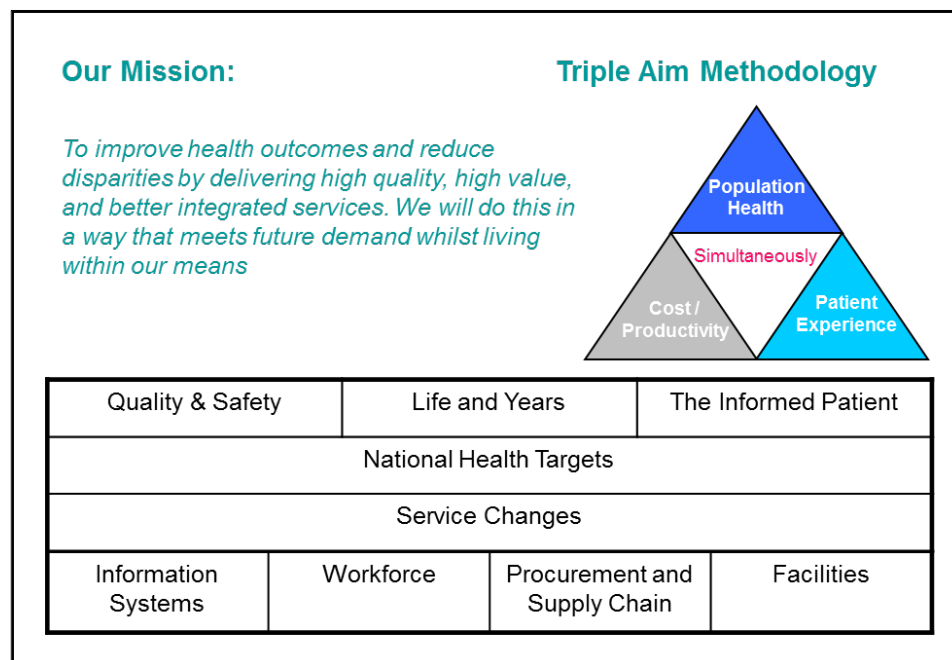 Our Mission:
To improve health outcomes and reduce
disparities by delivering high quality, high value,
and better integrated services. We will do this in
a way that meets future demand whilst living
within our means
Triple Aim Methodology
Population
Health
Simultaneously
Cost /
Productivity
Patient
Experience
Quality & Safety
Life and Years
The Informed Patient
National Health Targets
Service Changes
Information
Systems
Workforce
Procurement and
Supply Chain
Facilities